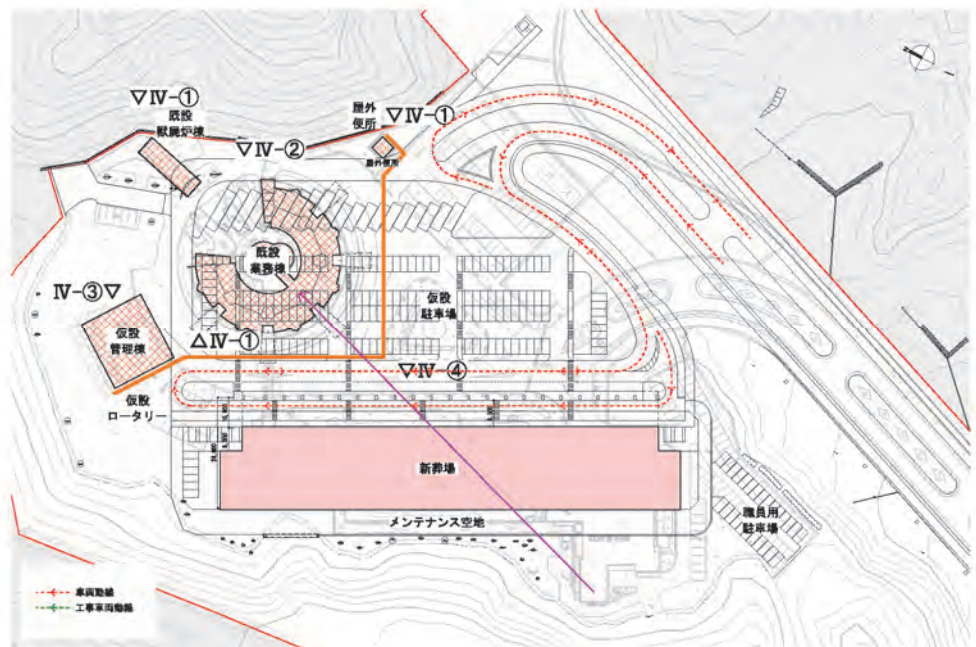 ▽Ⅳ-①
既設
獣施炉棟
▽Ⅳ-②
屋外
便所
▽Ⅳ-①
屋外便所
既設
業務棟
仮設
駐車場
Ⅳ-③▽
仮設
管理棟
△Ⅳ-①
▽Ⅳ-④
仮設
ロータリー
新葬場
メンテナンス空地
職員用
駐車場
車両動線
工事車両動線